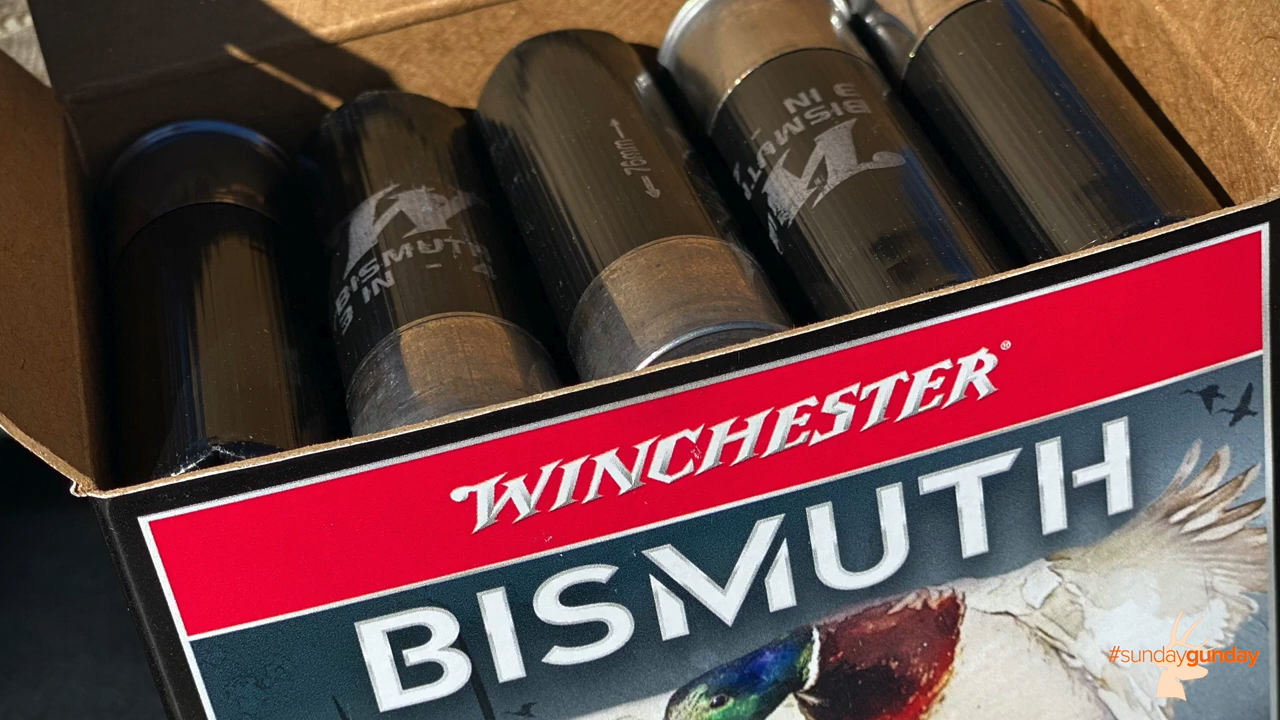 BISMUTH
3 IN - 4
←76mm→
BISMUTH
3 IN
WINCHESTER®
BISMUTH
#sundaygunday